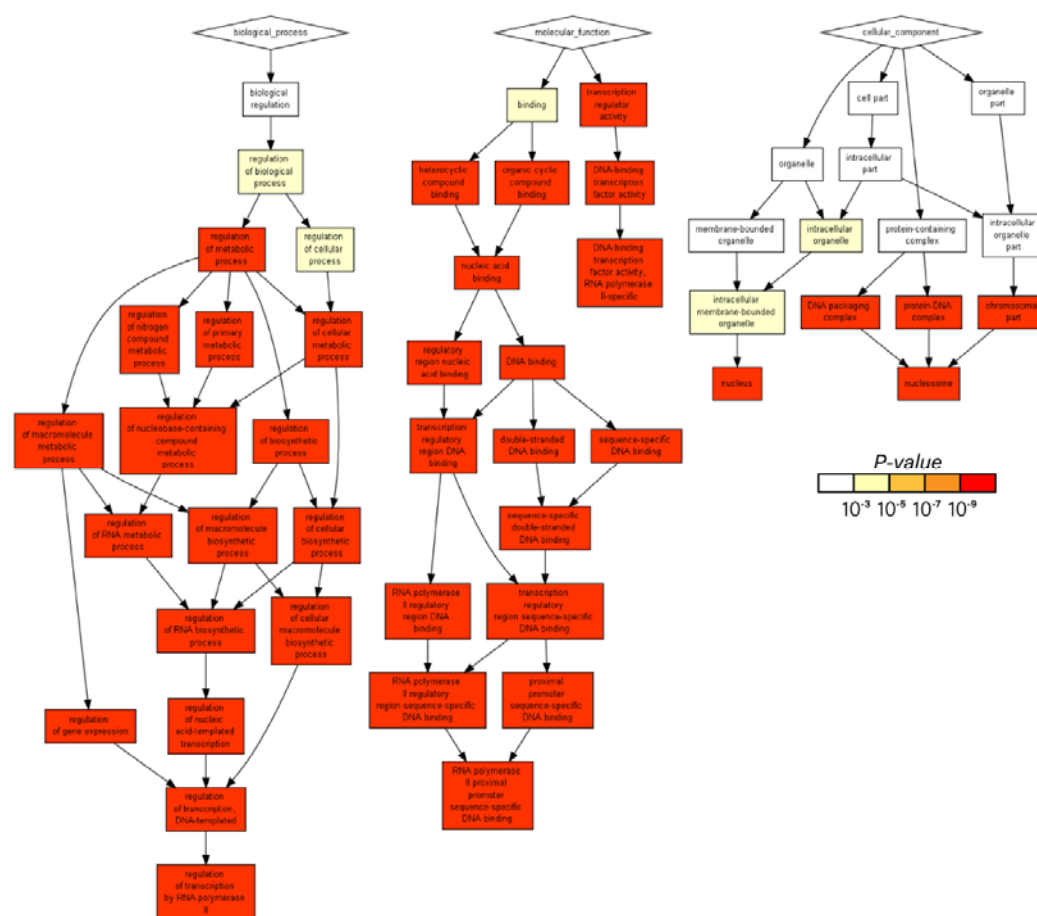 biological_process
biological
regulation
regulation
of biological
process
regulation
of metabolic
process
regulation
of cellular
process
regulation
of nitrogen
compound
metabolic
process
regulation
of primary
metabolic
process
regulation
of cellular
metabolic
process
regulation
of macromolecule
metabolic
process
regulation
of nucleobase-containing
compound
metabolic
process
regulation
of biosynthetic
process
regulation
of RNA metabolic
process
regulation
of macromolecule
biosynthetic
process
regulation
of cellular
biosynthetic
process
regulation
of RNA biosynthetic
process
regulation
of cellular
macromolecule
biosynthetic
process
regulation
of gene expression
regulation
of nucleic
acid-templated
transcription
regulation
of transcription,
DNA-templated
regulation
of transcription
by RNA polymerase
II
molecular_function
binding
transcription
regulator
activity
heterocyclic
compound
binding
organic cyclic
compound
binding
DNA-binding
transcription
factor activity
nucleic acid
binding
DNA-binding
transcription
factor activity,
RNA polymerase
II-specific
regulatory
region nucleic
acid binding
DNA binding
transcription
regulatory
region DNA
binding
double-stranded
DNA binding
sequence-specific
DNA binding
sequence-specific
double-stranded
DNA binding
RNA polymerase
II regulatory
region DNA
binding
transcription
regulatory
region sequence-specific
DNA binding
RNA polymerase
II regulatory
region sequence-specific
DNA binding
proximal
promoter
sequence-specific
DNA binding
RNA polymerase
II proximal
promoter
sequence-specific
DNA binding
cellular_component
cell part
organelle
part
organelle
intracellular
part
membrane-bounded
organelle
intracellular
organelle
protein-containing
complex
intracellular
organelle part
intracellular
membrane-bounded
organelle
DNA packaging
complex
protein-DNA
complex
chromosomal
part
nucleus
nucleosome
P-value
10⁻³ 10⁻⁵ 10⁻⁷ 10⁻⁹